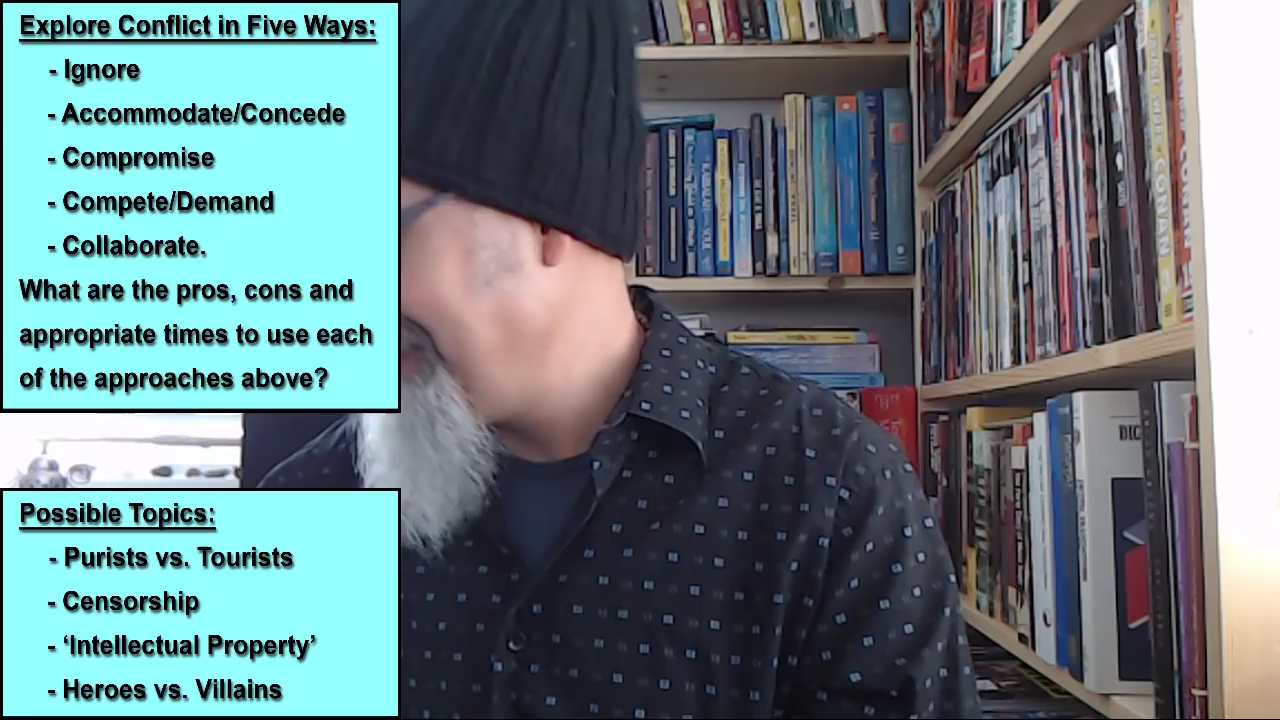 Explore Conflict in Five Ways:
- Ignore
- Accommodate/Concede
- Compromise
- Compete/Demand
- Collaborate.
What are the pros, cons and
appropriate times to use each
of the approaches above?
Possible Topics:
- Purists vs. Tourists
- Censorship
- ‘Intellectual Property’
- Heroes vs. Villains
CONAN